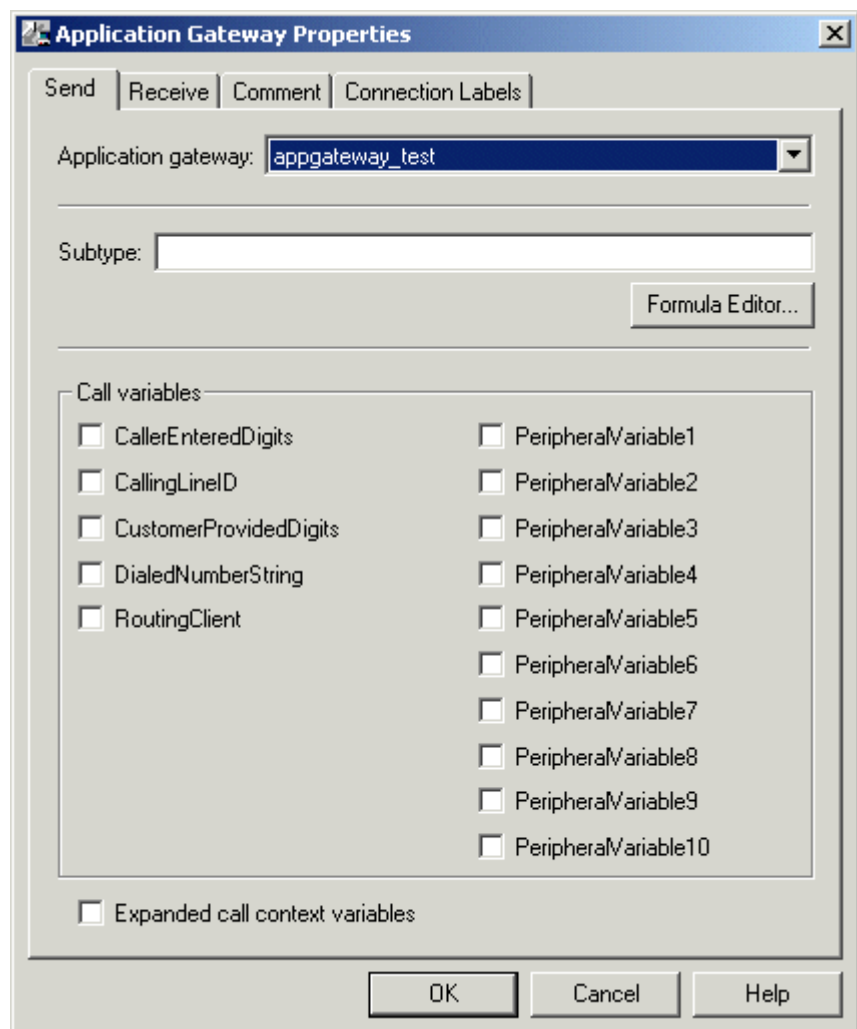 Application Gateway Properties
Send Receive Comment Connection Labels
Application gateway: appgateway_test
Subtype:
Formula Editor...
Call variables
CallerEnteredDigits PeripheralVariable1
CallingLineID PeripheralVariable2
CustomerProvidedDigits PeripheralVariable3
DialedNumberString PeripheralVariable4
RoutingClient PeripheralVariable5
PeripheralVariable6
PeripheralVariable7
PeripheralVariable8
PeripheralVariable9
PeripheralVariable10
Expanded call context variables
OK Cancel Help